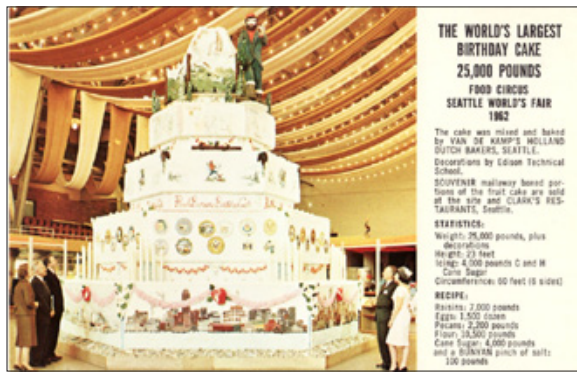 THE WORLD'S LARGEST
BIRTHDAY CAKE
25,000 POUNDS
FOOD CIRCUS
SEATTLE WORLD'S FAIR
1962
The cake was mixed and baked
by VAN DE KAMP'S HOLLAND
DUTCH BAKERS, SEATTLE.
Decorations by Edison Technical
School.
SOUVENIR mailaway boxed por-
tions of the fruit cake are sold
at the site and CLARK'S RES-
TAURANTS, Seattle.
STATISTICS:
Weight: 25,000 pounds, plus
decorations
Height: 23 feet
Icing: 4,000 pounds C and H
Cane Sugar
Circumference: 60 feet (6 sides)
RECIPE:
Raisins: 7,000 pounds
Eggs: 1,500 dozen
Pecans: 2,200 pounds
Flour: 10,500 pounds
Cane Sugar: 4,000 pounds
and a BUNYAN pinch of salt:
100 pounds